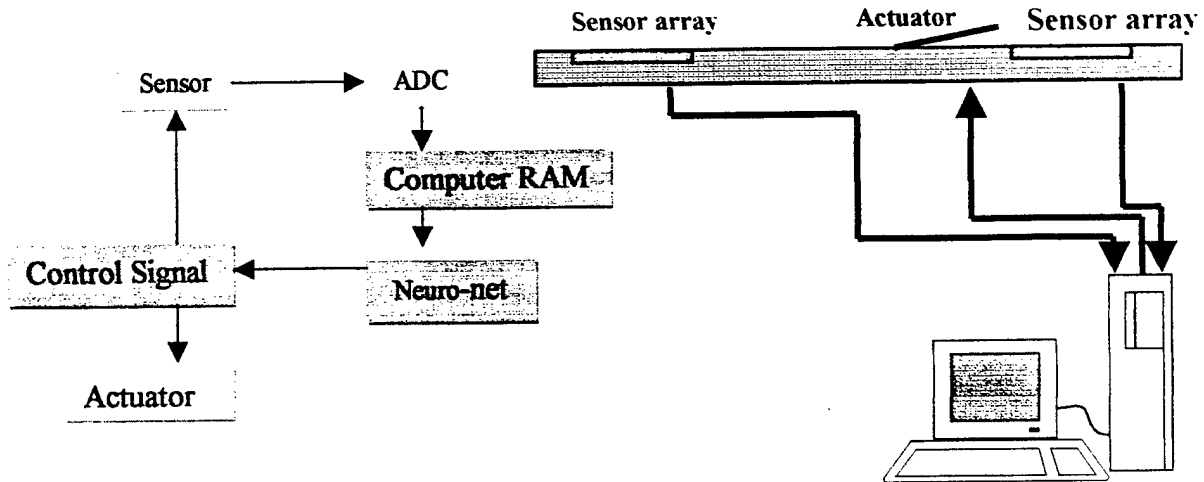 Sensor array
Actuator
Sensor array
Sensor
ADC
Computer RAM
Control Signal
Neuro-net
Actuator